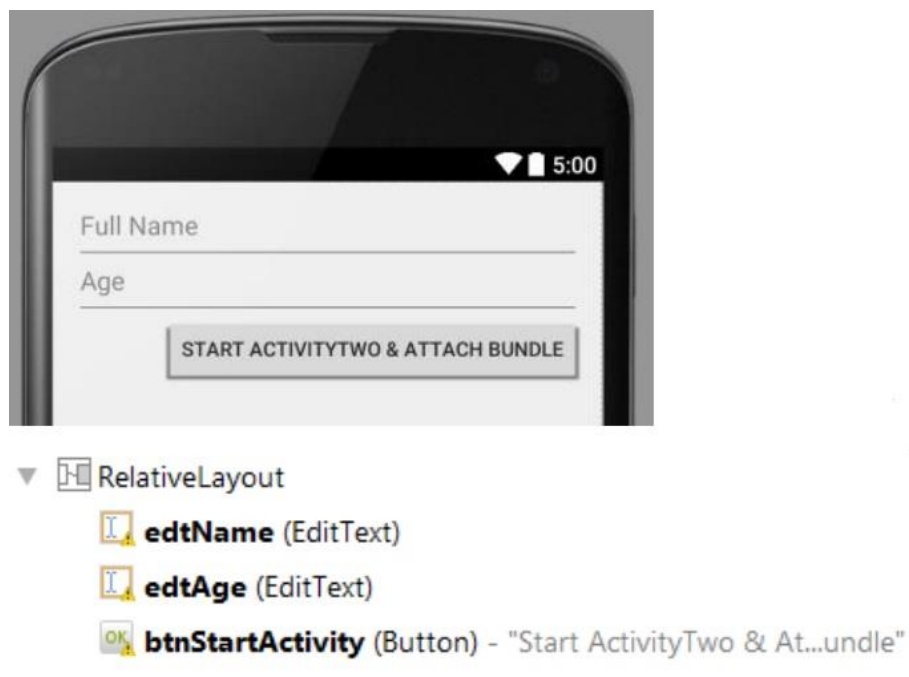 5:00
Full Name
Age
START ACTIVITYTWO & ATTACH BUNDLE
RelativeLayout
edtName (EditText)
edtAge (EditText)
OK btnStartActivity (Button) - "Start ActivityTwo & At...undle"